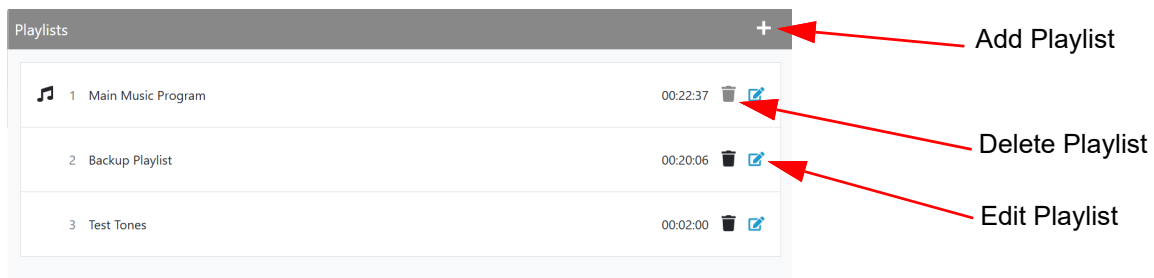 Playlists
Add Playlist
1 Main Music Program 00:22:37
Delete Playlist
2 Backup Playlist 00:20:06
Edit Playlist
3 Test Tones 00:02:00